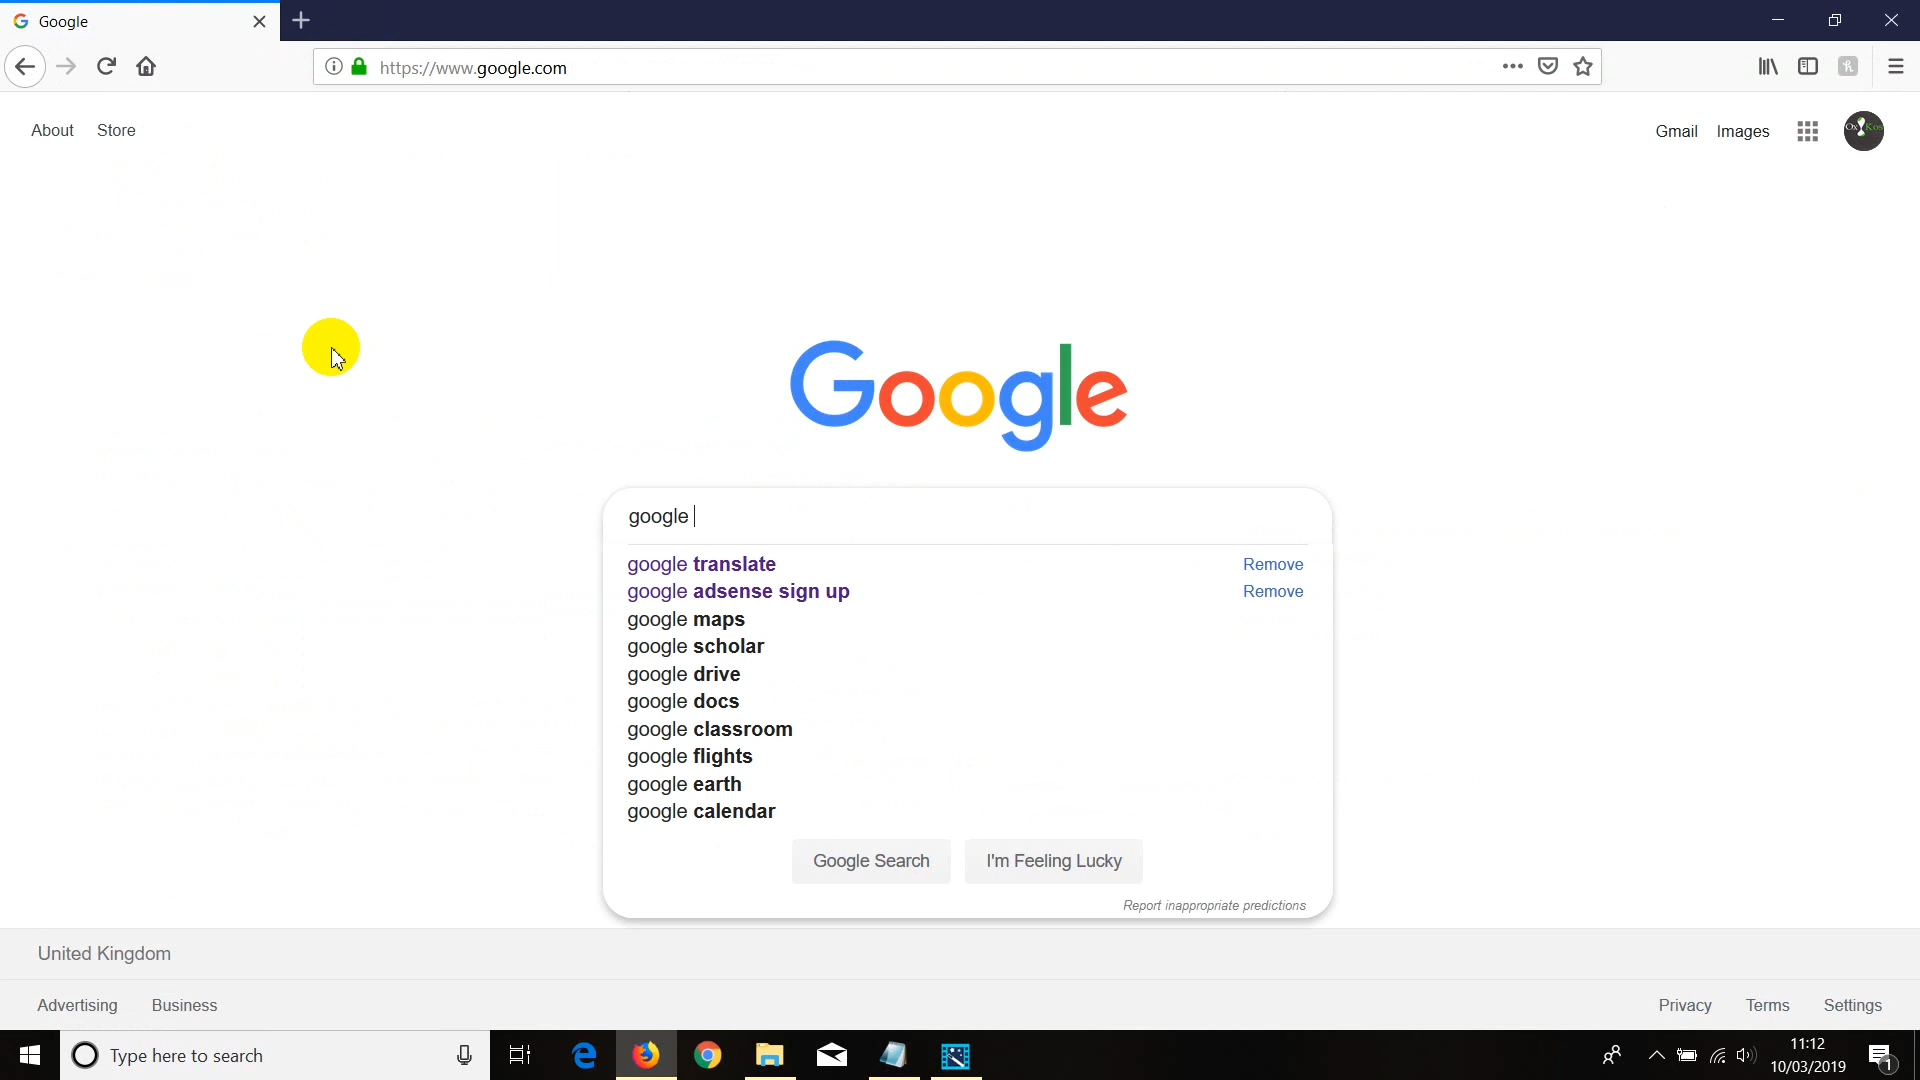 Google
https://www.google.com
About Store
Gmail Images
Ox Kos
Google
google
google translate Remove
google adsense sign up Remove
google maps
google scholar
google drive
google docs
google classroom
google flights
google earth
google calendar
Google Search I'm Feeling Lucky
Report inappropriate predictions
United Kingdom
Advertising Business
Privacy Terms Settings
Type here to search
11:12
10/03/2019
1